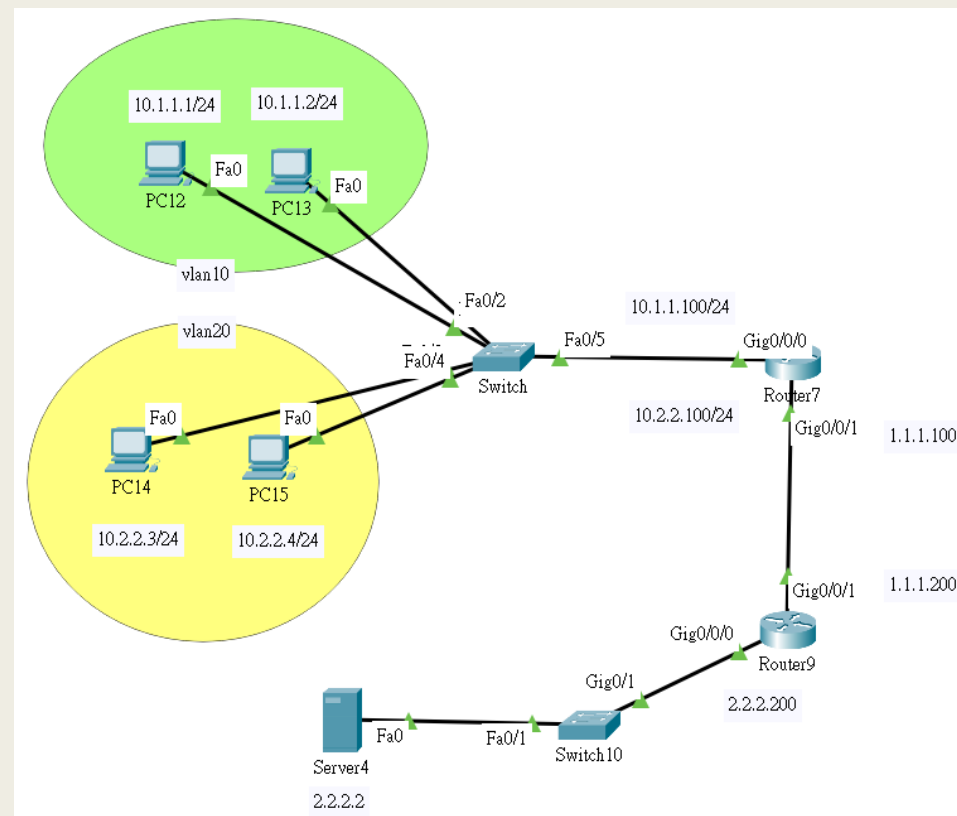 10.1.1.1/24
10.1.1.2/24
Fa0
PC12
Fa0
PC13
vlan10
vlan20
Fa0/2
Fa0/4
Switch
Fa0/5
10.1.1.100/24
Gig0/0/0
Router7
10.2.2.100/24
Gig0/0/1
1.1.1.100
Fa0
PC14
Fa0
PC15
10.2.2.3/24
10.2.2.4/24
1.1.1.200
Gig0/0/1
Gig0/0/0
Router9
Gig0/1
2.2.2.200
Fa0
Fa0/1
Switch10
Server4
2.2.2.2